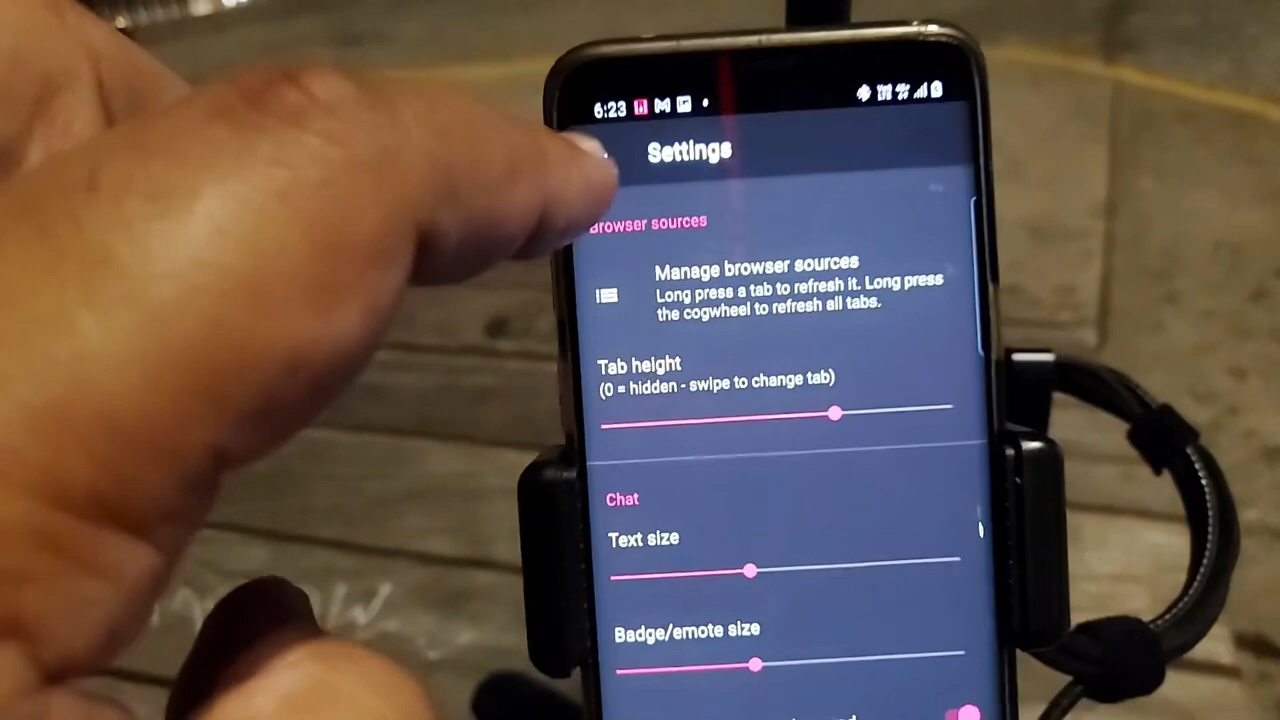 6:23
Settings
Browser sources
Manage browser sources
Long press a tab to refresh it. Long press
the cogwheel to refresh all tabs.
Tab height
(0 = hidden - swipe to change tab)
Chat
Text size
Badge/emote size